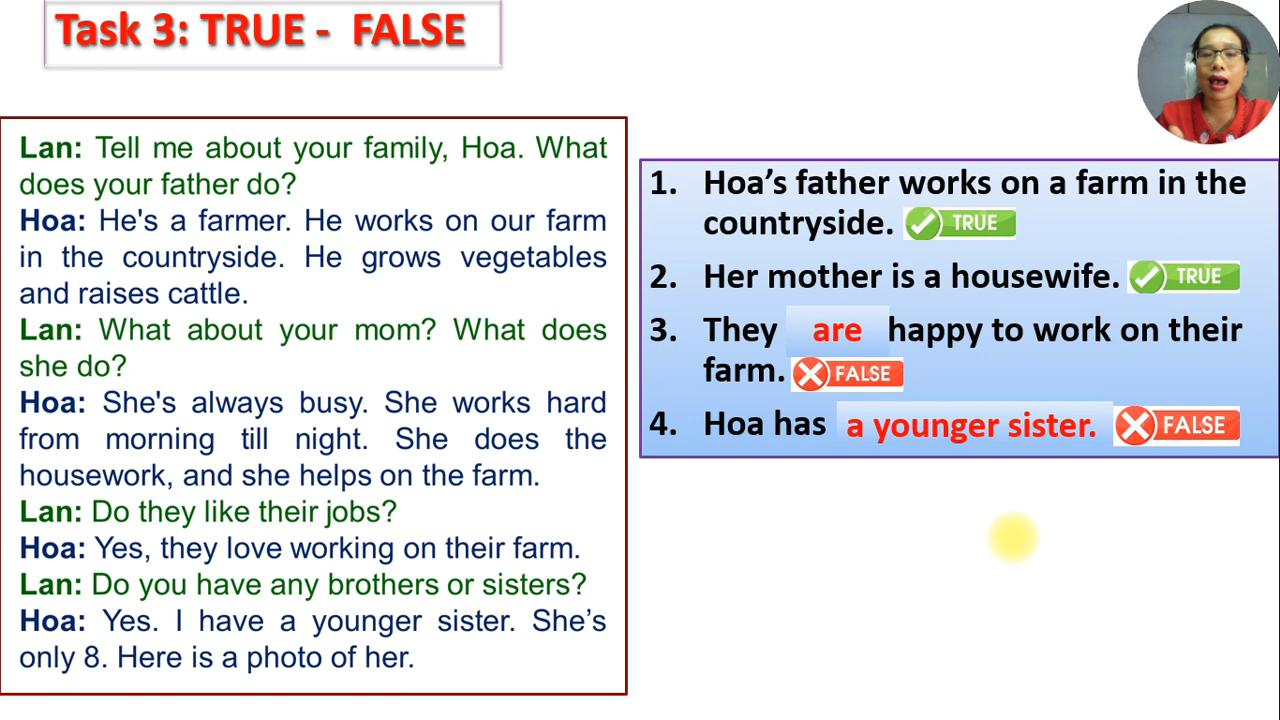 Task 3: TRUE - FALSE
Lan: Tell me about your family, Hoa. What
does your father do?
Hoa: He's a farmer. He works on our farm
in the countryside. He grows vegetables
and raises cattle.
Lan: What about your mom? What does
she do?
Hoa: She's always busy. She works hard
from morning till night. She does the
housework, and she helps on the farm.
Lan: Do they like their jobs?
Hoa: Yes, they love working on their farm.
Lan: Do you have any brothers or sisters?
Hoa: Yes. I have a younger sister. She’s
only 8. Here is a photo of her.
1. Hoa’s father works on a farm in the
countryside. TRUE
2. Her mother is a housewife. TRUE
3. They are happy to work on their
farm. FALSE
4. Hoa has a younger sister. FALSE